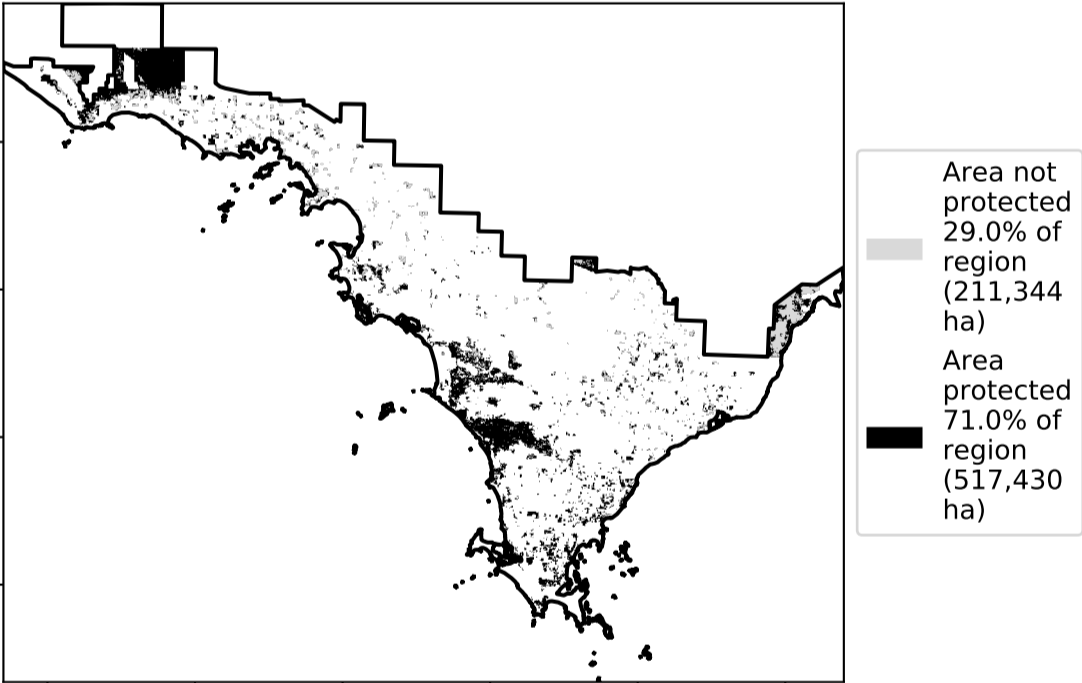 Area not
protected
29.0% of
region
(211,344
ha)
Area
protected
71.0% of
region
(517,430
ha)